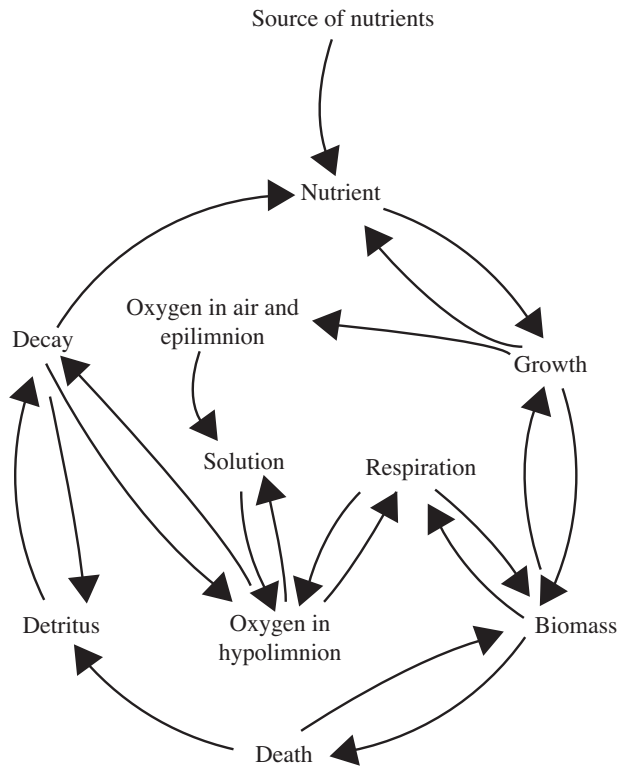 Source of nutrients
Nutrient
Oxygen in air and
epilimnion
Decay
Growth
Solution
Respiration
Detritus
Oxygen in
hypolimnion
Biomass
Death